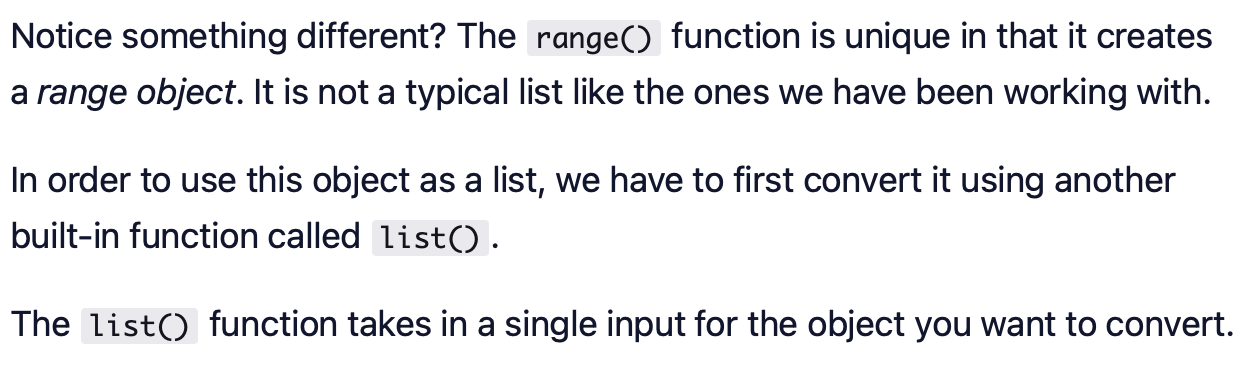 Notice something different? The range() function is unique in that it creates
a range object. It is not a typical list like the ones we have been working with.
In order to use this object as a list, we have to first convert it using another
built-in function called list().
The list() function takes in a single input for the object you want to convert.